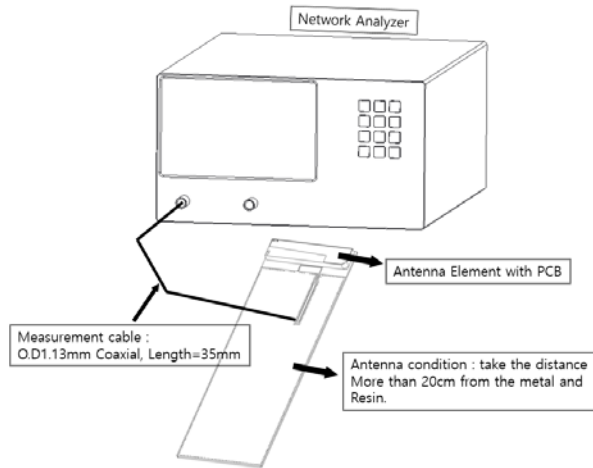 Network Analyzer
Antenna Element with PCB
Measurement cable :
O.D1.13mm Coaxial, Length=35mm
Antenna condition : take the distance
More than 20cm from the metal and
Resin.